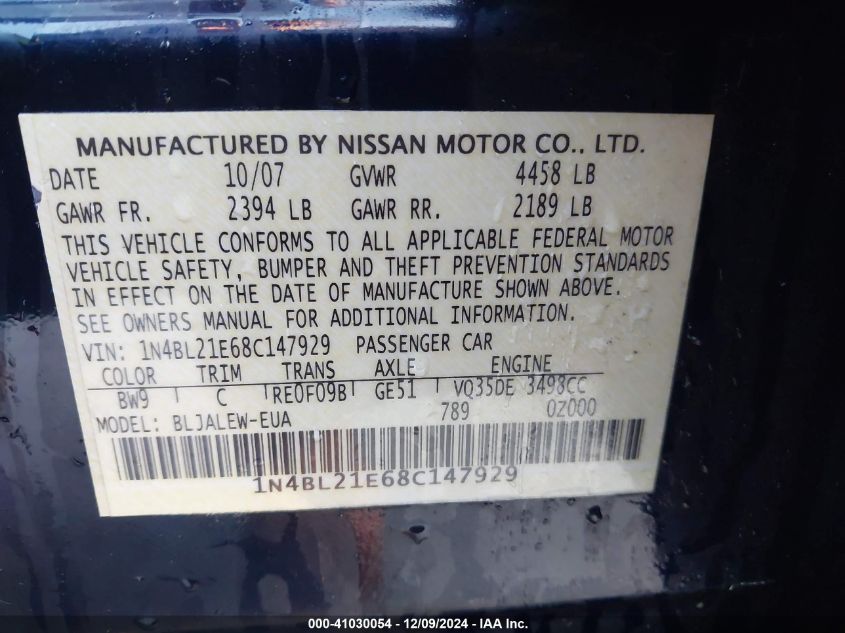 MANUFACTURED BY NISSAN MOTOR CO., LTD.
DATE 10/07 GVWR 4458 LB
GAWR FR. 2394 LB GAWR RR. 2189 LB
THIS VEHICLE CONFORMS TO ALL APPLICABLE FEDERAL MOTOR
VEHICLE SAFETY, BUMPER AND THEFT PREVENTION STANDARDS
IN EFFECT ON THE DATE OF MANUFACTURE SHOWN ABOVE.
SEE OWNERS MANUAL FOR ADDITIONAL INFORMATION.
VIN: 1N4BL21E68C147929 PASSENGER CAR
COLOR TRIM TRANS AXLE ENGINE
BW9 C RE0F09B GE51 VQ35DE 3498CC
MODEL: BLJALEW-EUA 789 0Z000
1N4BL21E68C147929
000-41030054 - 12/09/2024 - IAA Inc.